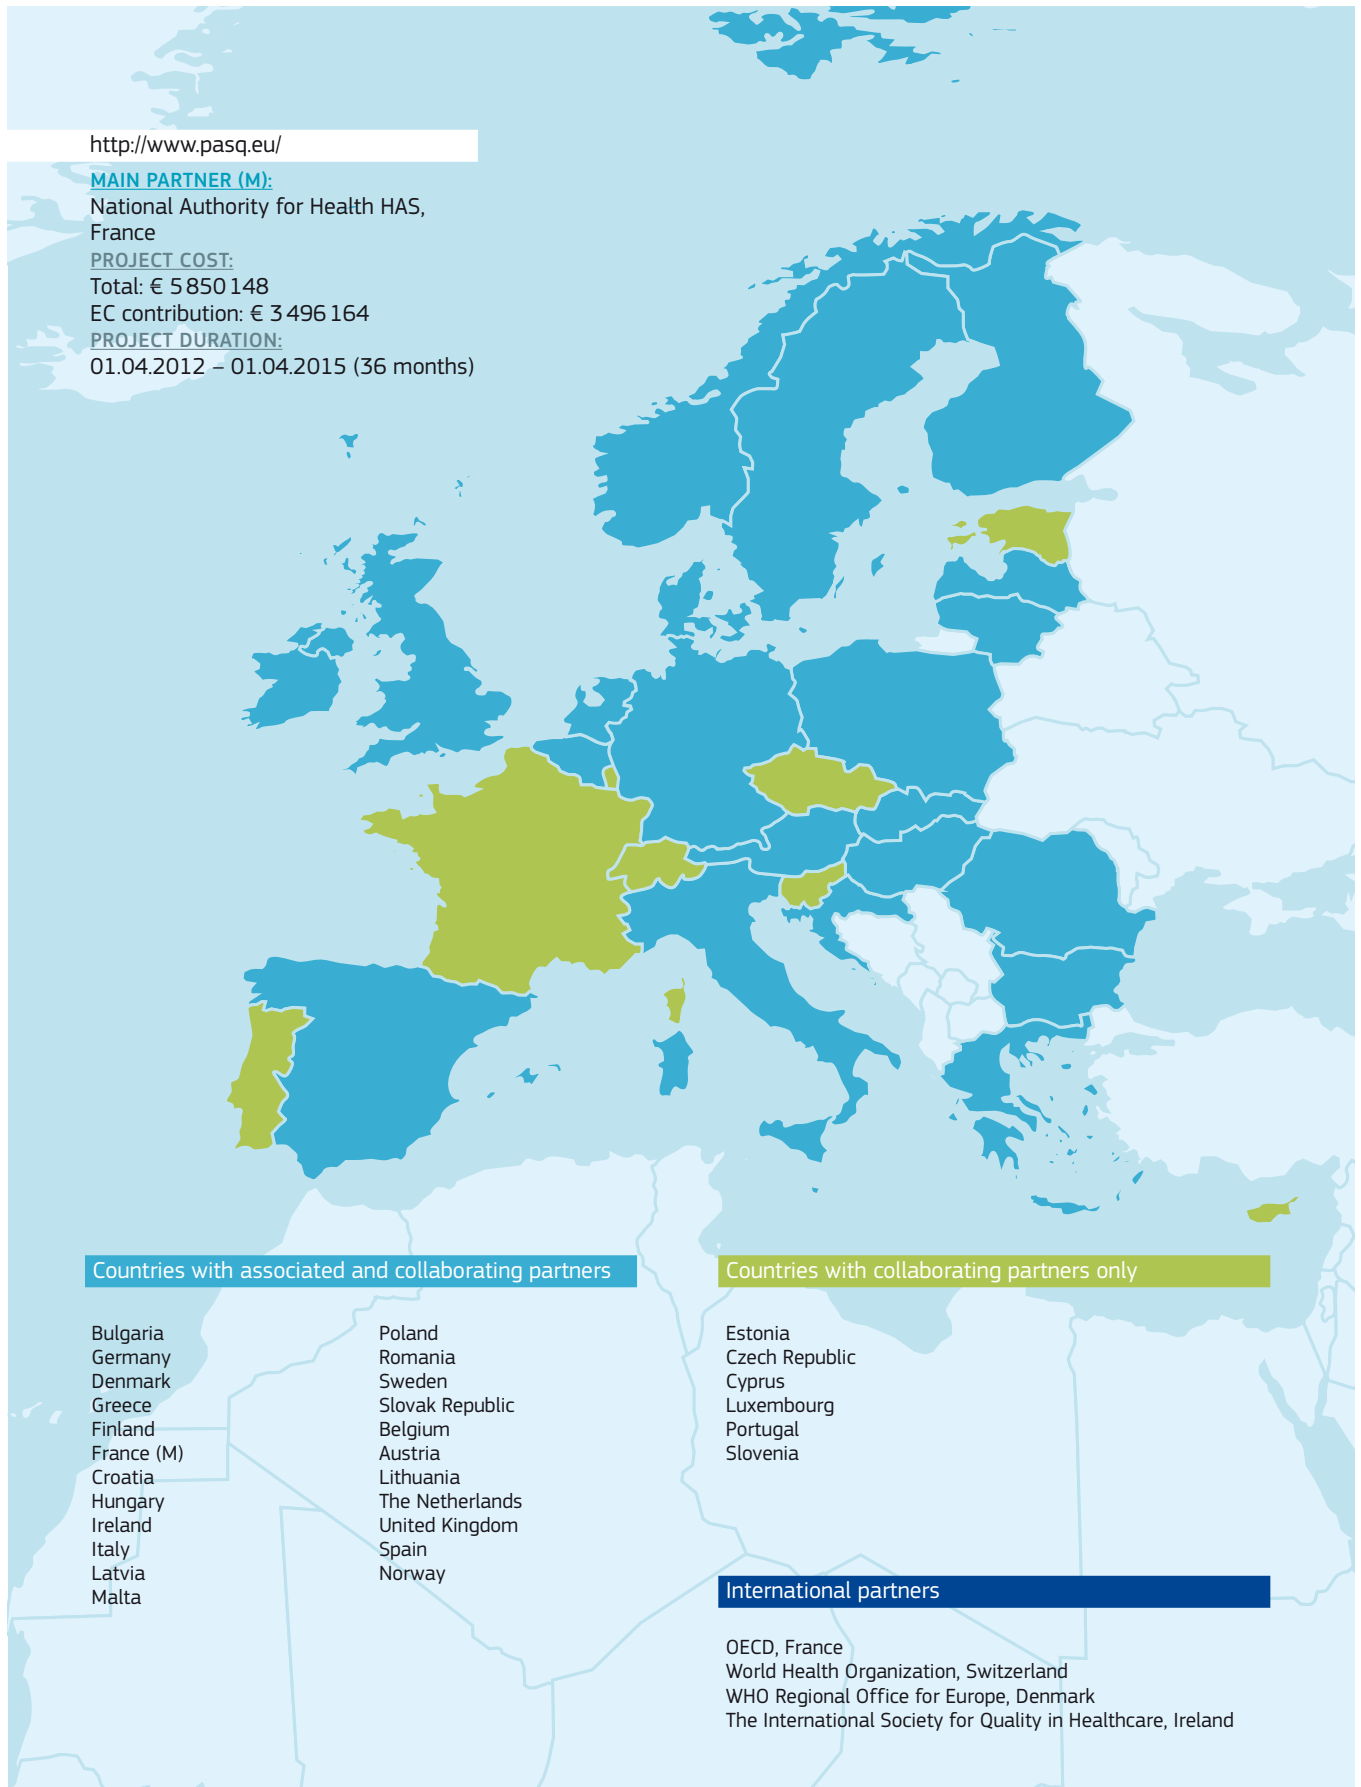 http://www.pasq.eu/
MAIN PARTNER (M):
National Authority for Health HAS,
France
PROJECT COST:
Total: € 5 850 148
EC contribution: € 3 496 164
PROJECT DURATION:
01.04.2012 – 01.04.2015 (36 months)
Countries with associated and collaborating partners
Bulgaria
Germany
Denmark
Greece
Finland
France (M)
Croatia
Hungary
Ireland
Italy
Latvia
Malta
Poland
Romania
Sweden
Slovak Republic
Belgium
Austria
Lithuania
The Netherlands
United Kingdom
Spain
Norway
Countries with collaborating partners only
Estonia
Czech Republic
Cyprus
Luxembourg
Portugal
Slovenia
International partners
OECD, France
World Health Organization, Switzerland
WHO Regional Office for Europe, Denmark
The International Society for Quality in Healthcare, Ireland